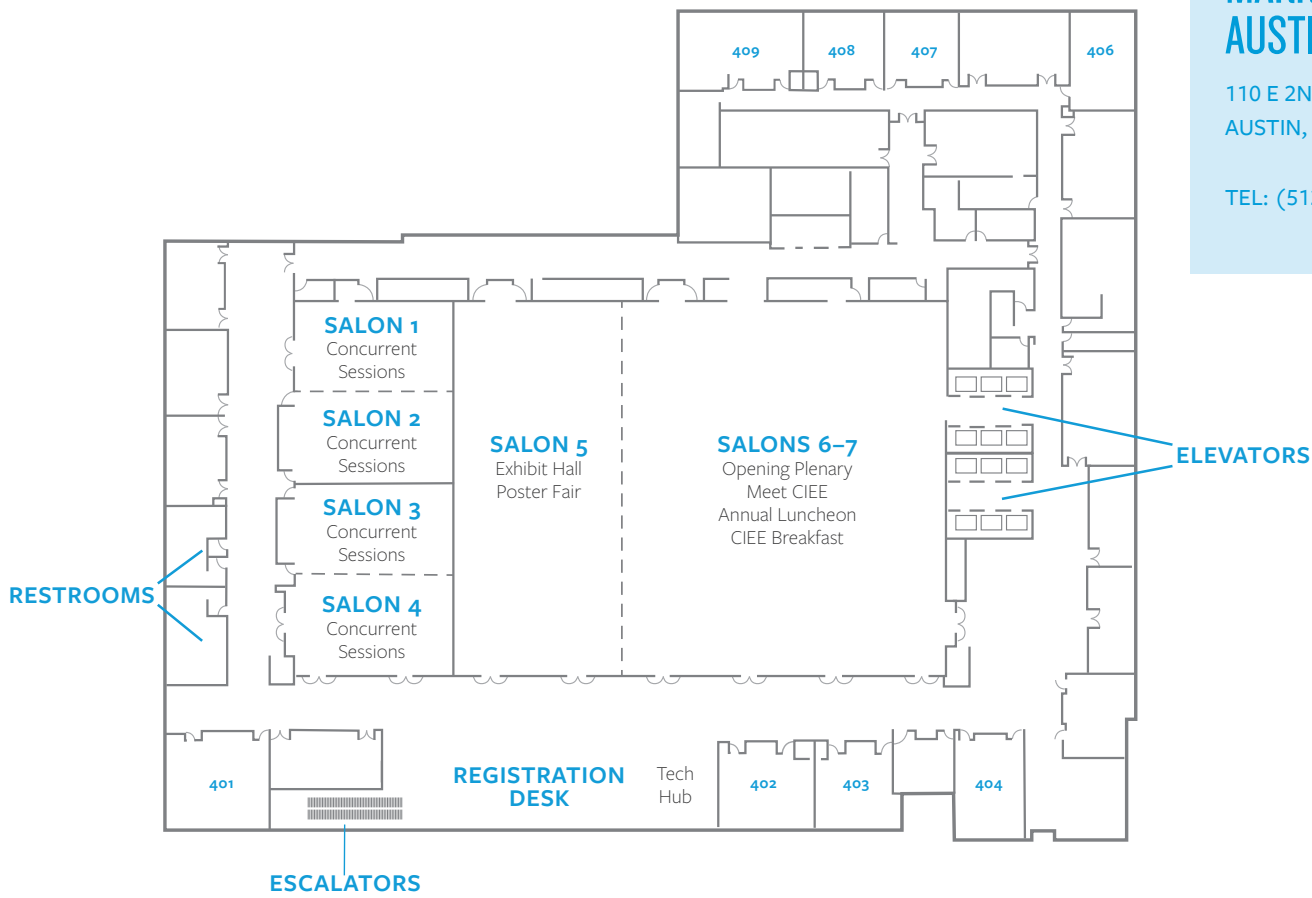 AUSTI
110 E 2N
AUSTIN,
TEL: (512
409
408
407
406
SALON 1
Concurrent
Sessions
SALON 2
Concurrent
Sessions
SALON 3
Concurrent
Sessions
SALON 4
Concurrent
Sessions
SALON 5
Exhibit Hall
Poster Fair
SALONS 6–7
Opening Plenary
Meet CIEE
Annual Luncheon
CIEE Breakfast
ELEVATORS
RESTROOMS
401
REGISTRATION
DESK
Tech
Hub
402
403
404
ESCALATORS